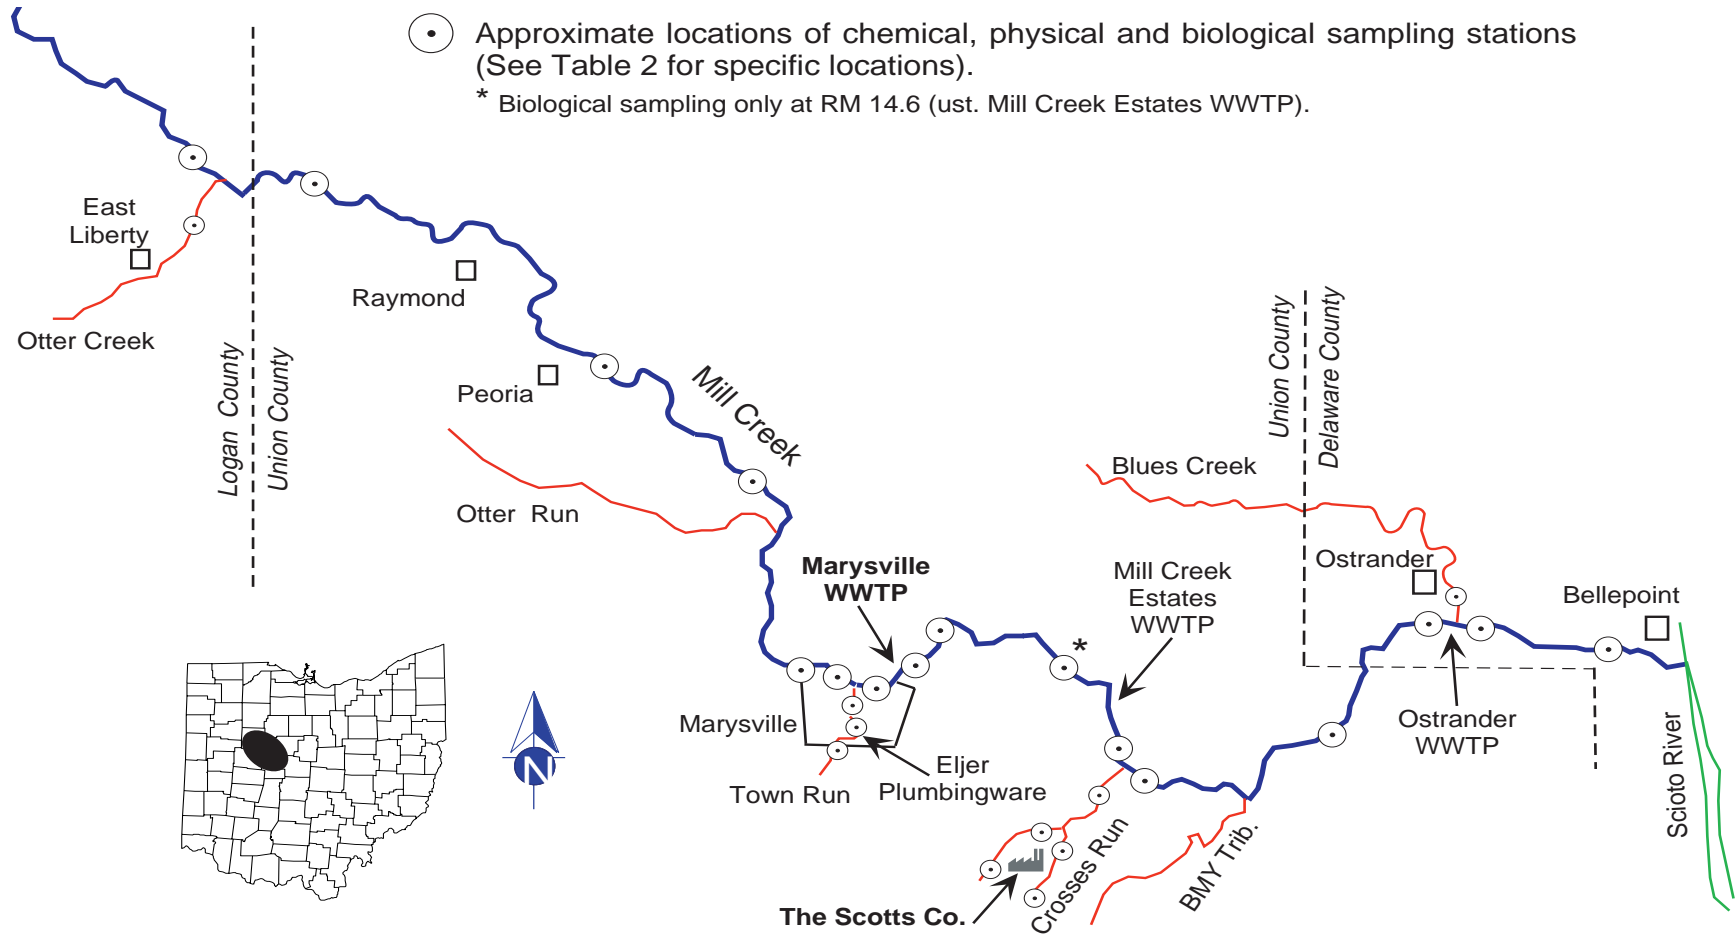 Approximate locations of chemical, physical and biological sampling stations
(See Table 2 for specific locations).
* Biological sampling only at RM 14.6 (ust. Mill Creek Estates WWTP).
East
Liberty
Otter Creek
Logan County
Union County
Raymond
Peoria
Mill Creek
Otter Run
Union County
Delaware County
Blues Creek
Ostrander
Bellepoint
Marysville
WWTP
Mill Creek
Estates
WWTP
*
Marysville
Town Run
Eljer
Plumbingware
Ostrander
WWTP
Scioto River
Crosses Run
BMY Trib.
The Scotts Co.
N